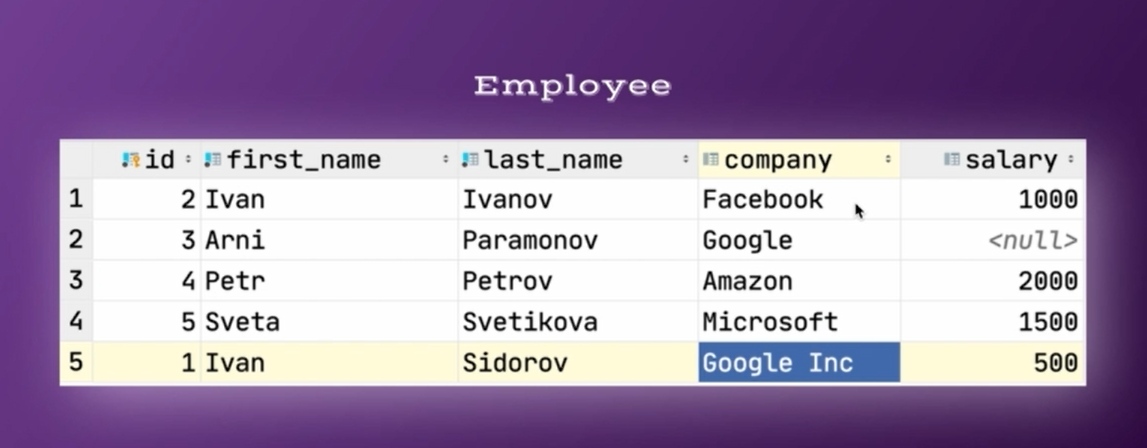 Employee
id first_name last_name company salary
1 2 Ivan Ivanov Facebook 1000
2 3 Arni Paramonov Google <null>
3 4 Petr Petrov Amazon 2000
4 5 Sveta Svetikova Microsoft 1500
5 1 Ivan Sidorov Google Inc 500